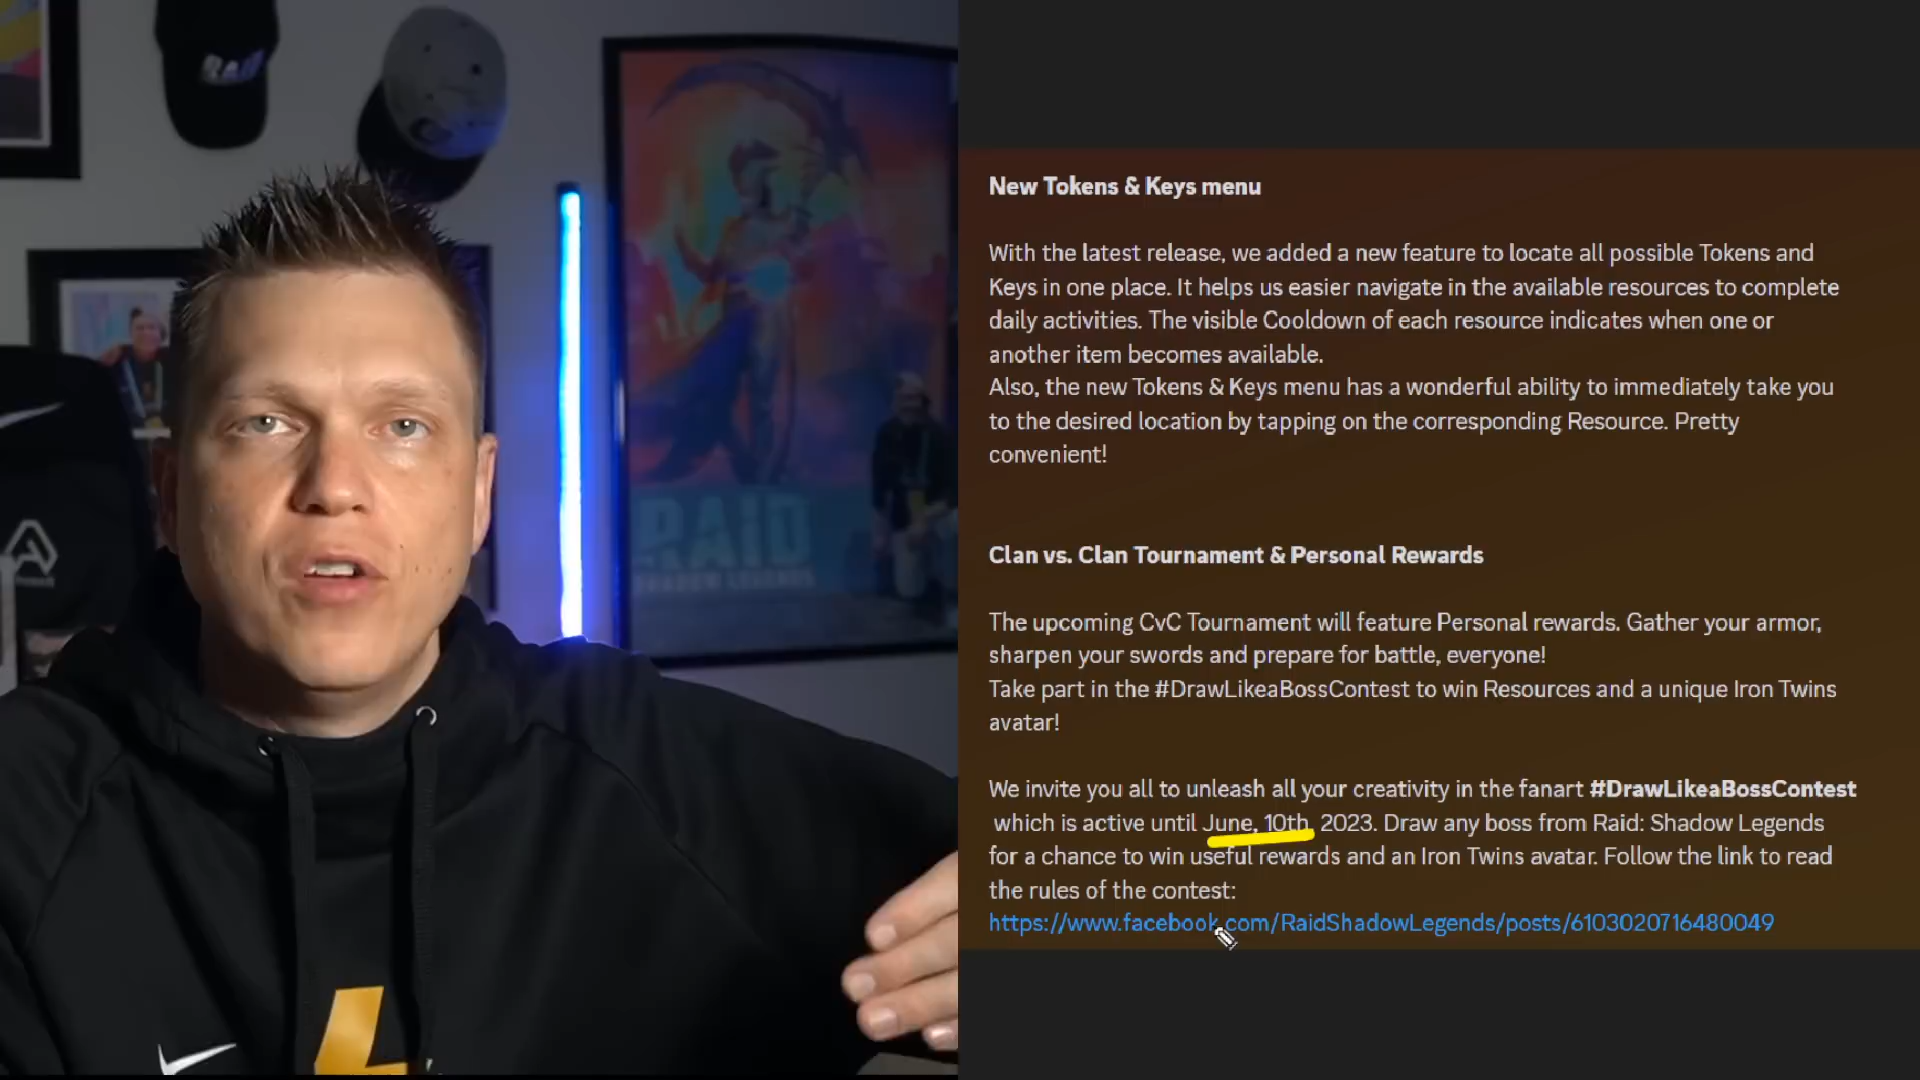 RAID
RAID
SHADOW LEGENDS
New Tokens & Keys menu
With the latest release, we added a new feature to locate all possible Tokens and
Keys in one place. It helps us easier navigate in the available resources to complete
daily activities. The visible Cooldown of each resource indicates when one or
another item becomes available.
Also, the new Tokens & Keys menu has a wonderful ability to immediately take you
to the desired location by tapping on the corresponding Resource. Pretty
convenient!
Clan vs. Clan Tournament & Personal Rewards
The upcoming CvC Tournament will feature Personal rewards. Gather your armor,
sharpen your swords and prepare for battle, everyone!
Take part in the #DrawLikeaBossContest to win Resources and a unique Iron Twins
avatar!
We invite you all to unleash all your creativity in the fanart #DrawLikeaBossContest
which is active until June, 10th, 2023. Draw any boss from Raid: Shadow Legends
for a chance to win useful rewards and an Iron Twins avatar. Follow the link to read
the rules of the contest:
https://www.facebook.com/RaidShadowLegends/posts/6103020716480049